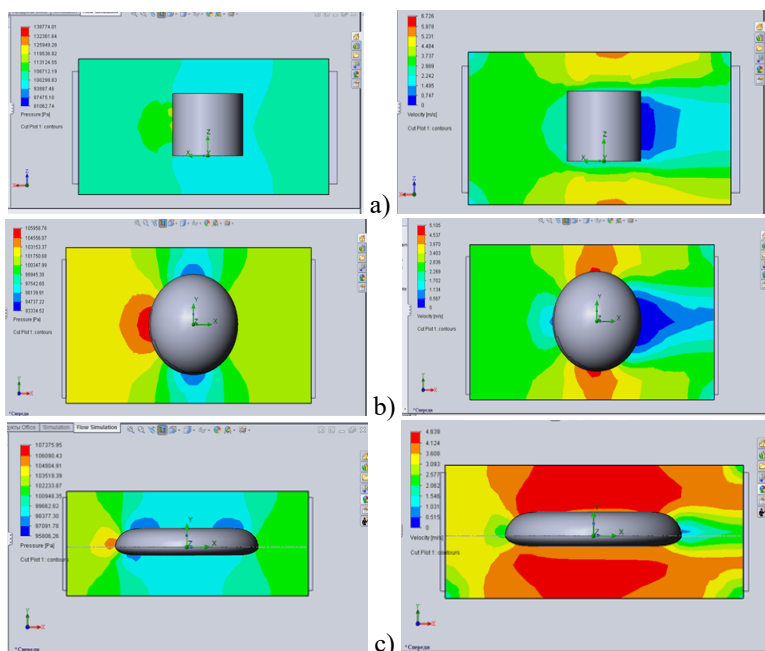 138774.01
132361.64
125949.28
119536.92
113124.55
106712.19
100299.83
93887.46
87475.10
81062.74
Pressure [Pa]
Cut Plot 1: contours
Z
X
Y
Z
X
a)
6.726
5.978
5.231
4.484
3.737
2.989
2.242
1.495
0.747
0
Velocity [m/s]
Cut Plot 1: contours
Z
X
Y
Z
X
105958.76
104556.07
103153.37
101750.68
100347.99
98945.30
97542.60
96139.91
94737.22
93334.52
Pressure [Pa]
Cut Plot 1: contours
Y
X
Z
Y
X
*Спереди
b)
5.105
4.537
3.970
3.403
2.836
2.269
1.702
1.134
0.567
0
Velocity [m/s]
Cut Plot 1: contours
Y
X
Z
Y
X
*Спереди
Office Simulation Flow Simulation
107375.95
106090.43
104804.91
103519.39
102233.87
100948.35
99662.82
98377.30
97091.78
95806.26
Pressure [Pa]
Cut Plot 1: contours
Y
X
Z
Y
X
*Спереди
c)
4.639
4.124
3.608
3.093
2.577
2.062
1.546
1.031
0.515
0
Velocity [m/s]
Cut Plot 1: contours
Y
X
Z
Y
X
*Спереди